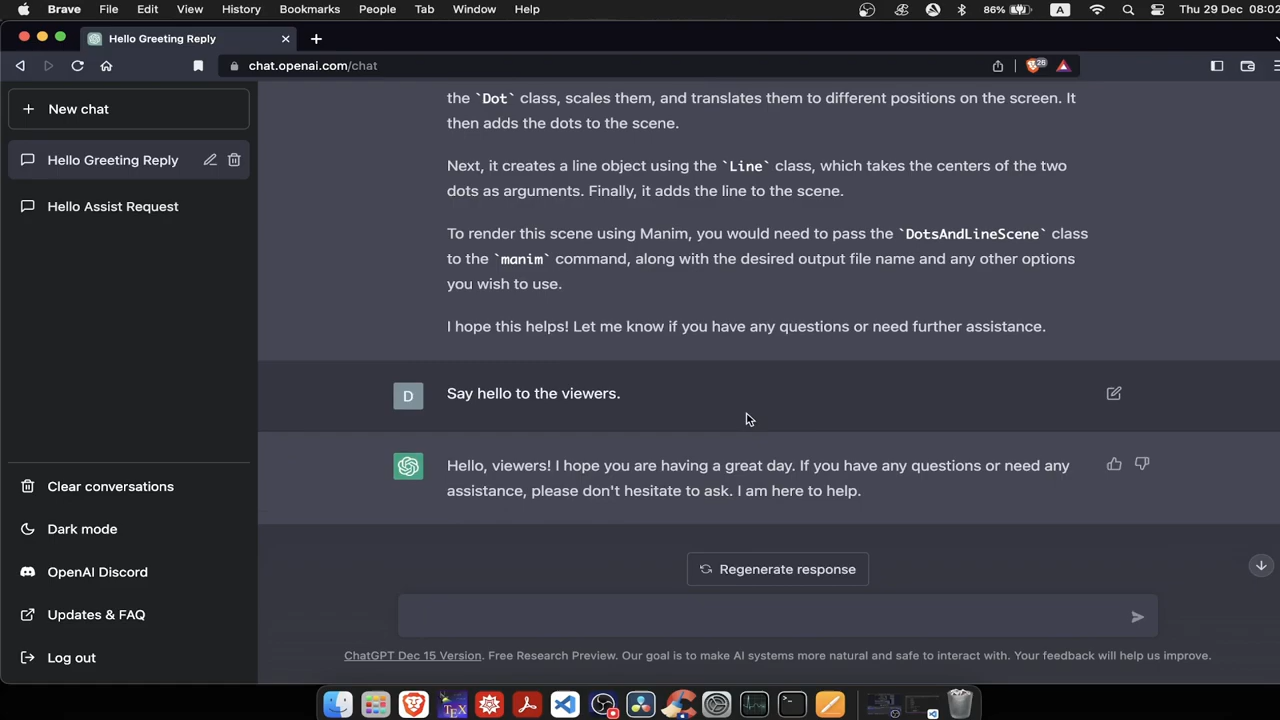 Brave File Edit View History Bookmarks People Tab Window Help 86% A Thu 29 Dec 08:02
Hello Greeting Reply
chat.openai.com/chat 26
New chat
Hello Greeting Reply
Hello Assist Request
the `Dot` class, scales them, and translates them to different positions on the screen. It
then adds the dots to the scene.
Next, it creates a line object using the `Line` class, which takes the centers of the two
dots as arguments. Finally, it adds the line to the scene.
To render this scene using Manim, you would need to pass the `DotsAndLineScene` class
to the `manim` command, along with the desired output file name and any other options
you wish to use.
I hope this helps! Let me know if you have any questions or need further assistance.
D
Say hello to the viewers.
Hello, viewers! I hope you are having a great day. If you have any questions or need any
assistance, please don't hesitate to ask. I am here to help.
Clear conversations
Dark mode
OpenAI Discord
Updates & FAQ
Log out
Regenerate response
ChatGPT Dec 15 Version. Free Research Preview. Our goal is to make AI systems more natural and safe to interact with. Your feedback will help us improve.
TEX